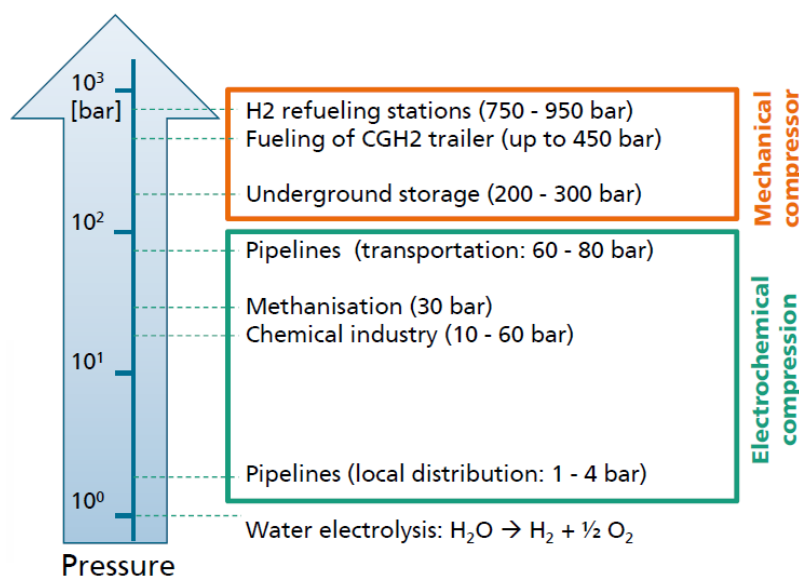 10³
[bar]
H2 refueling stations (750 - 950 bar)
Fueling of CGH2 trailer (up to 450 bar)
Underground storage (200 - 300 bar)
Mechanical
compressor
10²
Pipelines (transportation: 60 - 80 bar)
Methanisation (30 bar)
Chemical industry (10 - 60 bar)
10¹
Pipelines (local distribution: 1 - 4 bar)
Electrochemical
compression
10⁰
Water electrolysis: H₂O → H₂ + ½ O₂
Pressure